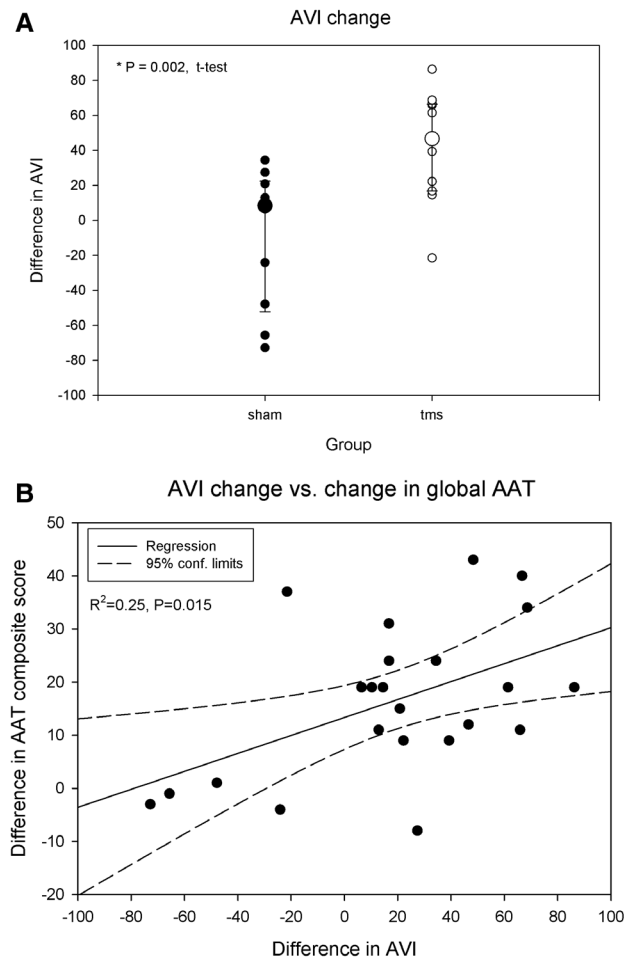 A
AVI change
* P = 0.002, t-test
Difference in AVI
100
80
60
40
20
0
-20
-40
-60
-80
-100
sham
tms
Group
B
AVI change vs. change in global AAT
Regression
95% conf. limits
R²=0.25, P=0.015
Difference in AAT composite score
50
40
30
20
10
0
-10
-20
-100
-80
-60
-40
-20
0
20
40
60
80
100
Difference in AVI